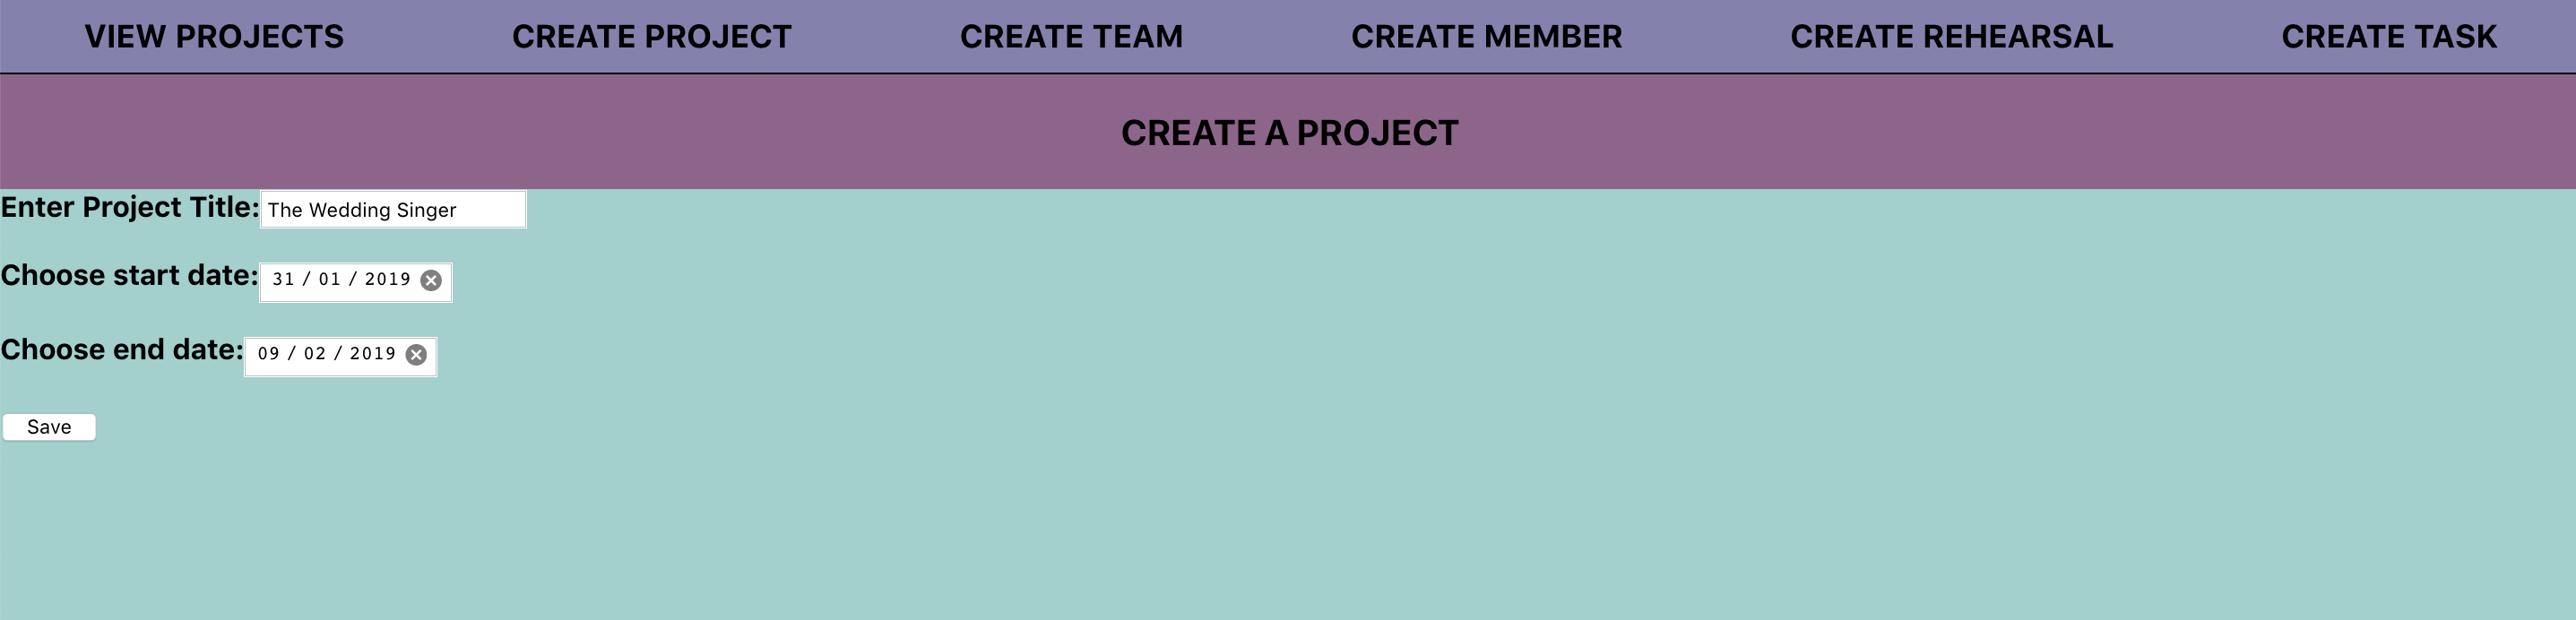 VIEW PROJECTS CREATE PROJECT CREATE TEAM CREATE MEMBER CREATE REHEARSAL CREATE TASK
CREATE A PROJECT
Enter Project Title: The Wedding Singer
Choose start date: 31 / 01 / 2019
Choose end date: 09 / 02 / 2019
Save